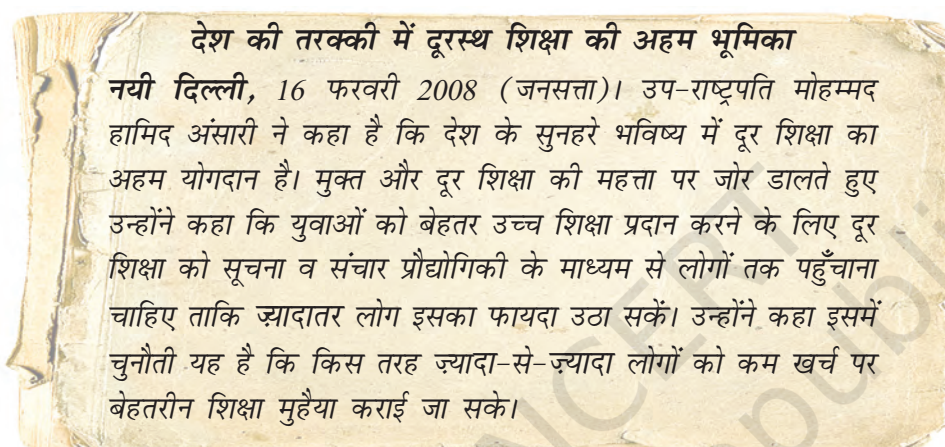 देश की तरक्की में दूरस्थ शिक्षा की अहम भूमिका
नयी दिल्ली, 16 फरवरी 2008 (जनसत्ता)। उप-राष्ट्रपति मोहम्मद
हामिद अंसारी ने कहा है कि देश के सुनहरे भविष्य में दूर शिक्षा का
अहम योगदान है। मुक्त और दूर शिक्षा की महत्ता पर जोर डालते हुए
उन्होंने कहा कि युवाओं को बेहतर उच्च शिक्षा प्रदान करने के लिए दूर
शिक्षा को सूचना व संचार प्रौद्योगिकी के माध्यम से लोगों तक पहुँचाना
चाहिए ताकि ज़्यादातर लोग इसका फायदा उठा सकें। उन्होंने कहा इसमें
चुनौती यह है कि किस तरह ज़्यादा-से-ज़्यादा लोगों को कम खर्च पर
बेहतरीन शिक्षा मुहैया कराई जा सके।